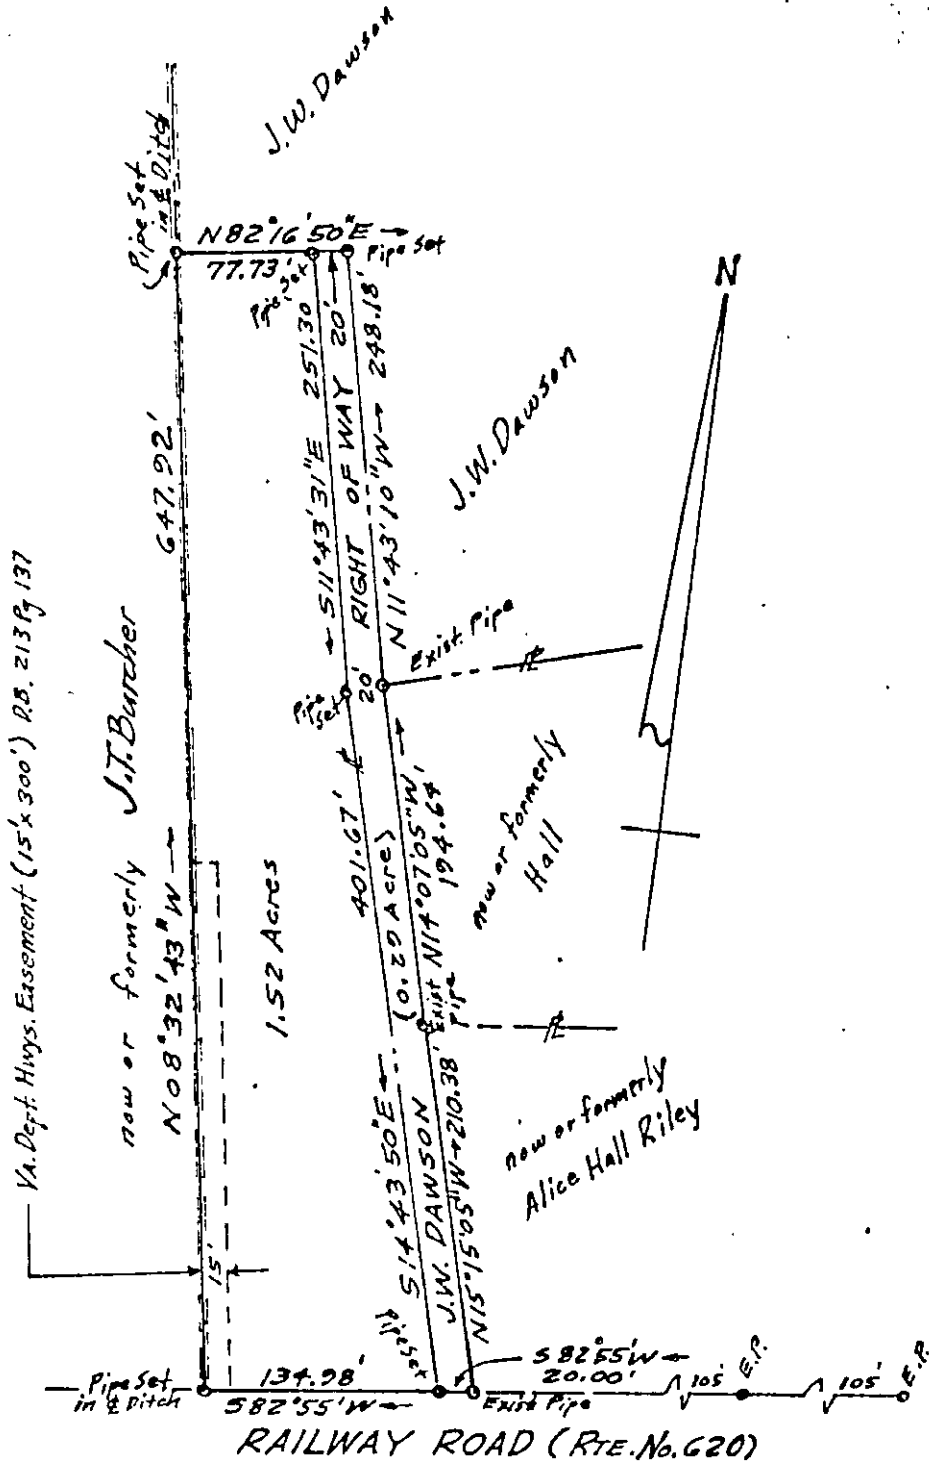 J.W. Dawson
Pipe Set
in ℄ Ditch
N82°16'50"E →
77.73'
Pipe Set
Pipe Set
N
647.92'
← S11°43'31"E 251.30
RIGHT OF WAY 20'
N11°43'10"W → 248.18'
J.W. Dawson
Exist. Pipe
20'
Pipe
Set
℄
Va. Dept. Hwys. Easement (15' x 300') D.B. 213 Pg 137
now or formerly J.T. Burcher
N08°32'43"W →
1.52 Acres
S14°43'50"E ← 401.67'
(0.29 Acre)
N14°07'05"W →
194.64'
now or formerly
Hall
Exist
Pipe
℄
J.W. DAWSON
N15°15'05"W → 210.38'
now or formerly
Alice Hall Riley
15'
Pipe Set
Pipe Set
in ℄ Ditch
134.98'
S82°55'W ←
S82°55'W ←
20.00'
Exist Pipe
105'
E.P.
105'
E.P.
RAILWAY ROAD (RTE. No. 620)